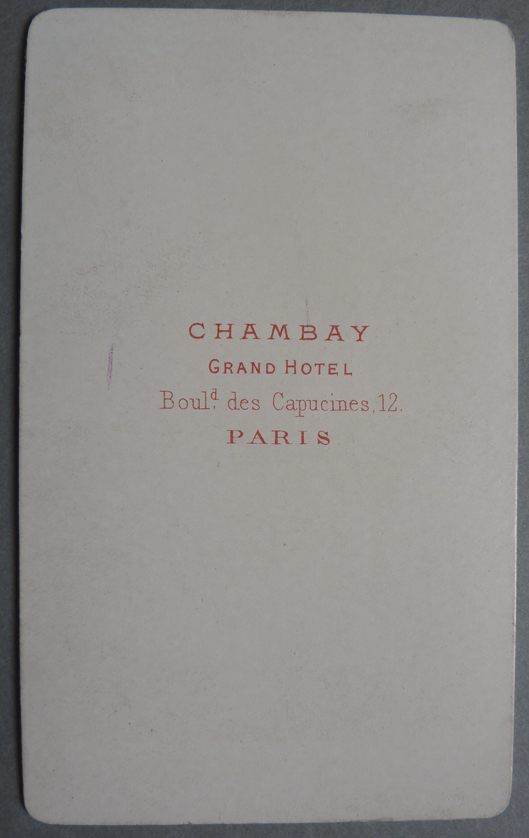 CHAMBAY
GRAND HOTEL
Boulᵈ. des Capucines, 12.
PARIS